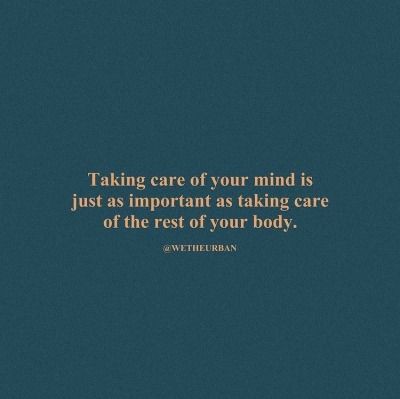 Taking care of your mind is
just as important as taking care
of the rest of your body.
@WETHEURBAN